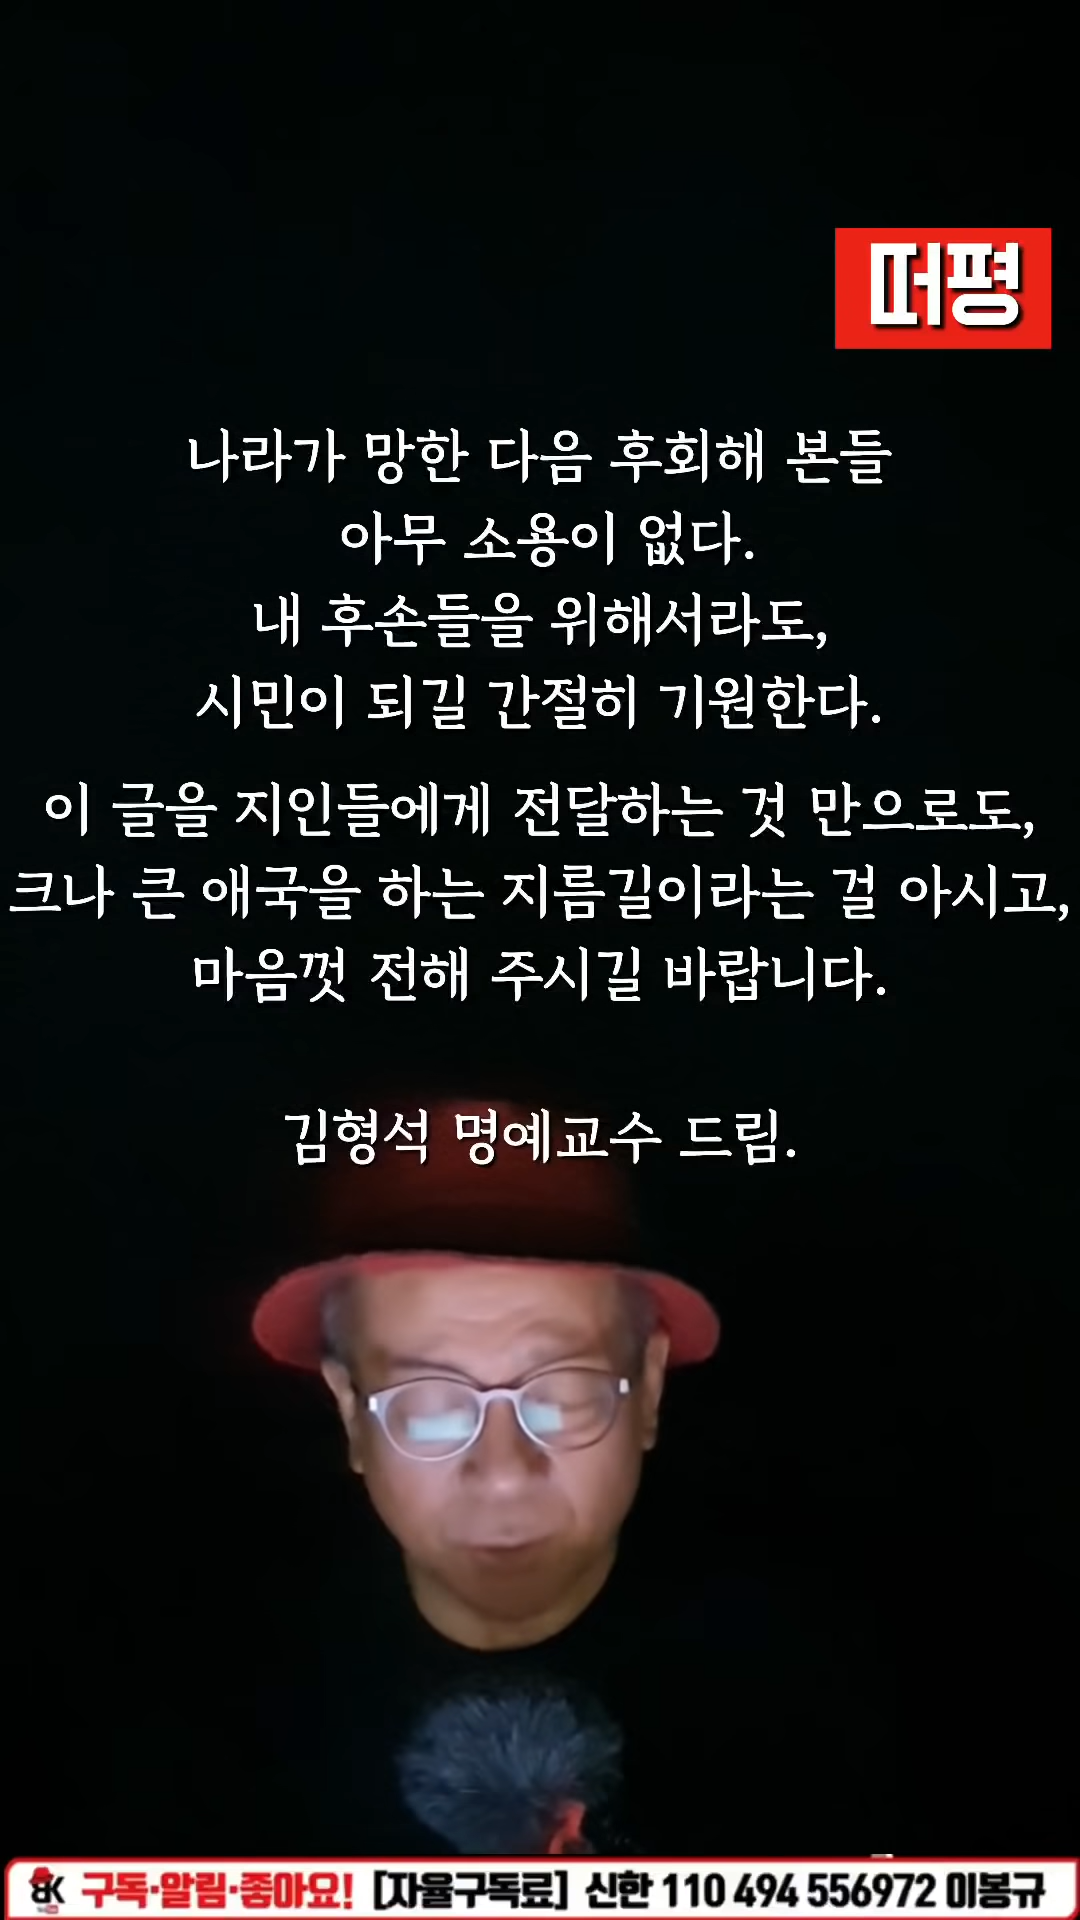 떠평
나라가 망한 다음 후회해 본들
아무 소용이 없다.
내 후손들을 위해서라도,
시민이 되길 간절히 기원한다.
이 글을 지인들에게 전달하는 것 만으로도,
크나 큰 애국을 하는 지름길이라는 걸 아시고,
마음껏 전해 주시길 바랍니다.
김형석 명예교수 드림.
BK 구독·알림·좋아요! [자율구독료] 신한 110 494 556972 이봉규